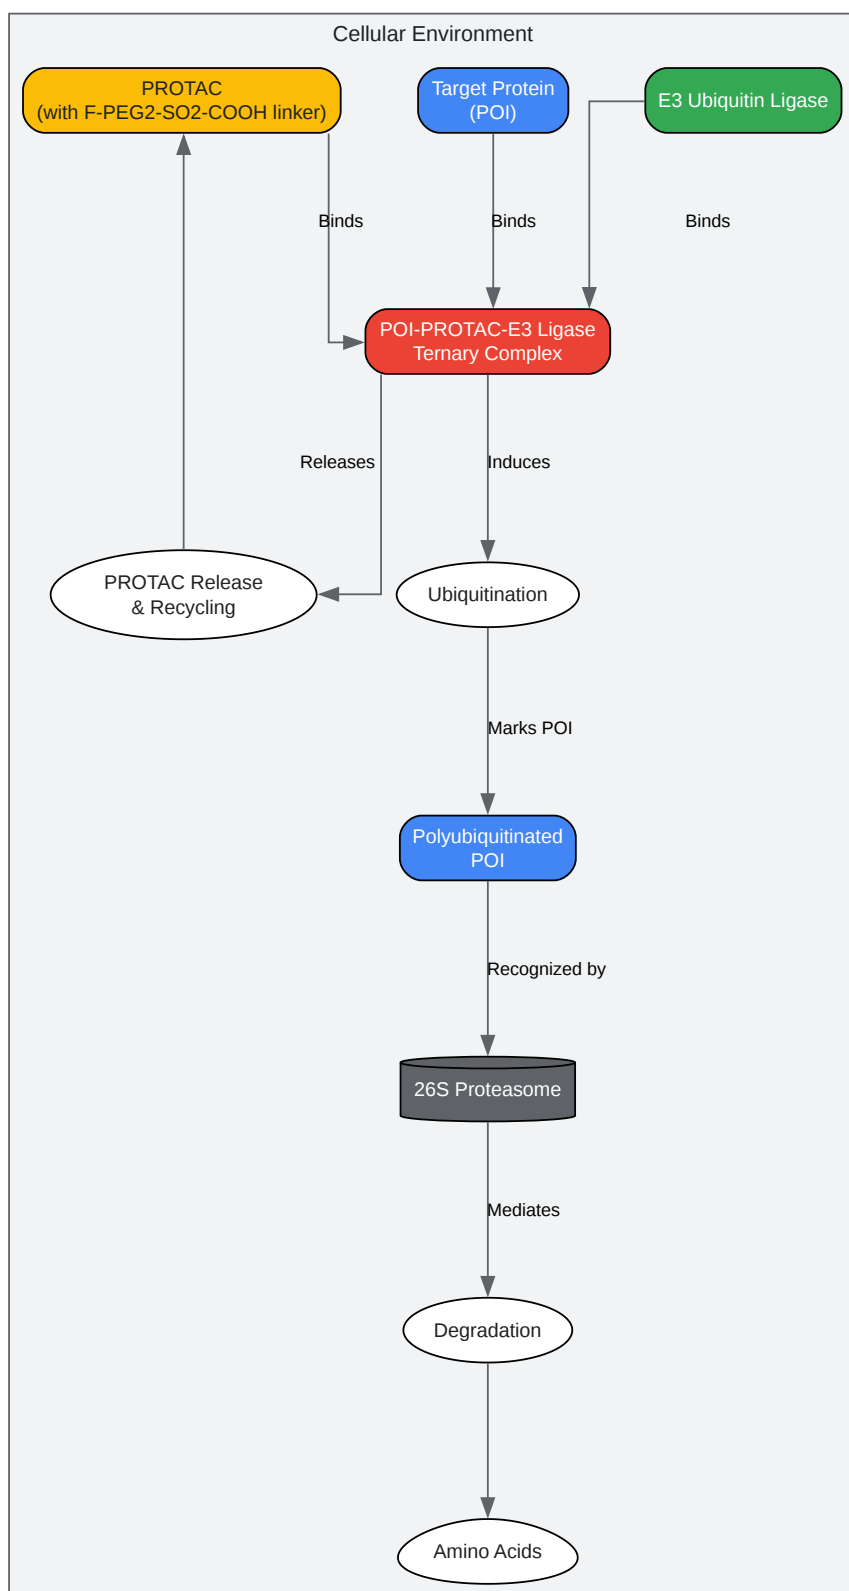 Cellular Environment
PROTAC
(with F-PEG2-SO2-COOH linker)
Target Protein
(POI)
E3 Ubiquitin Ligase
Binds
Binds
Binds
POI-PROTAC-E3 Ligase
Ternary Complex
Releases
Induces
PROTAC Release
& Recycling
Ubiquitination
Marks POI
Polyubiquitinated
POI
Recognized by
26S Proteasome
Mediates
Degradation
Amino Acids